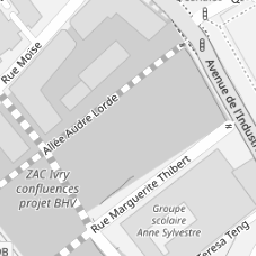 Rue Moïse
Allée Audre Lorde
Avenue de l'Indus
ZAC Ivry
confluences
projet BHV
Rue Marguerite Thibert
Groupe
scolaire
Anne Sylvestre
Teresa Teng